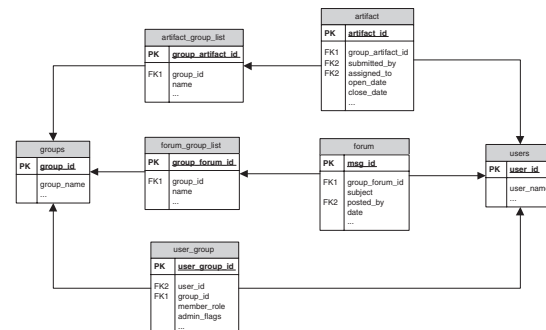 artifact_group_list
PK group_artifact_id
FK1 group_id
name
...
artifact
PK artifact_id
FK1 group_artifact_id
FK2 submitted_by
FK2 assigned_to
open_date
close_date
...
groups
PK group_id
group_name
...
forum_group_list
PK group_forum_id
FK1 group_id
name
...
forum
PK msg_id
FK1 group_forum_id
subject
FK2 posted_by
date
...
users
PK user_id
user_name
...
user_group
PK user_group_id
FK2 user_id
FK1 group_id
member_role
admin_flags
...